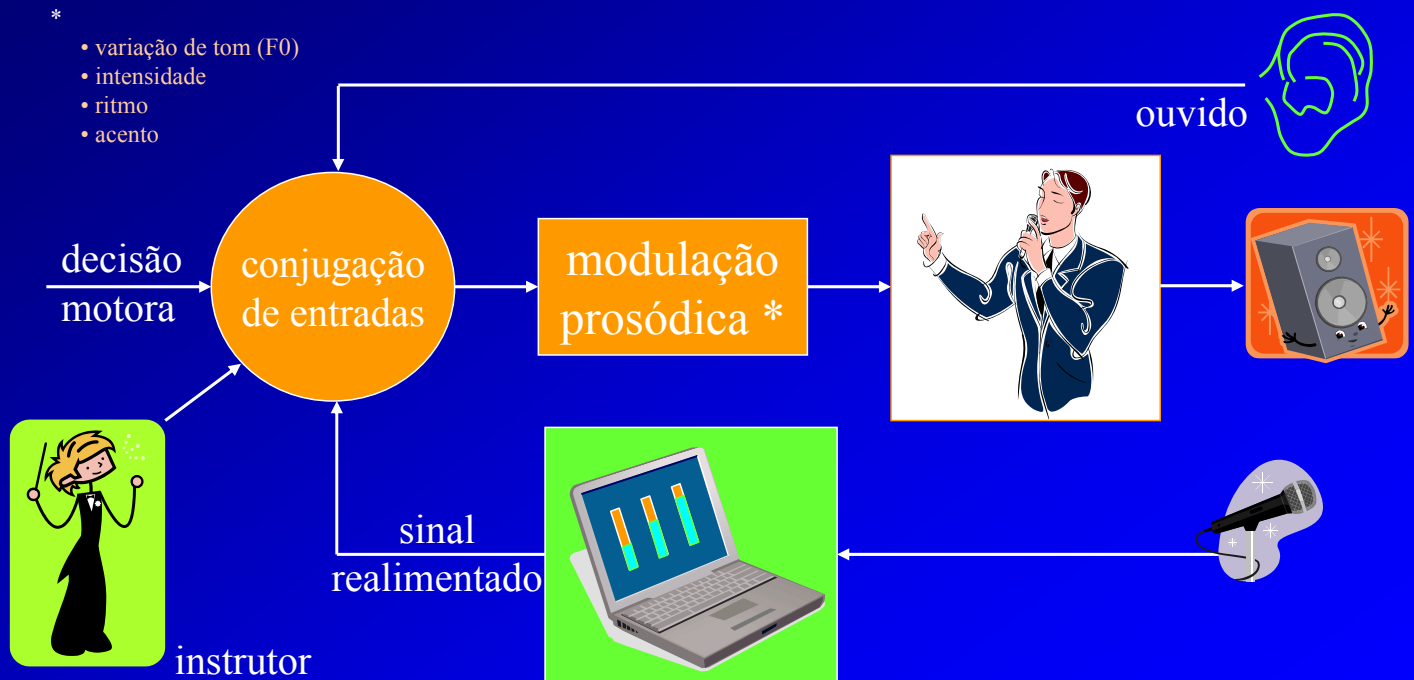 *
• variação de tom (F0)
• intensidade
• ritmo
• acento
ouvido
decisão
motora
conjugação
de entradas
modulação
prosódica *
sinal
realimentado
instrutor